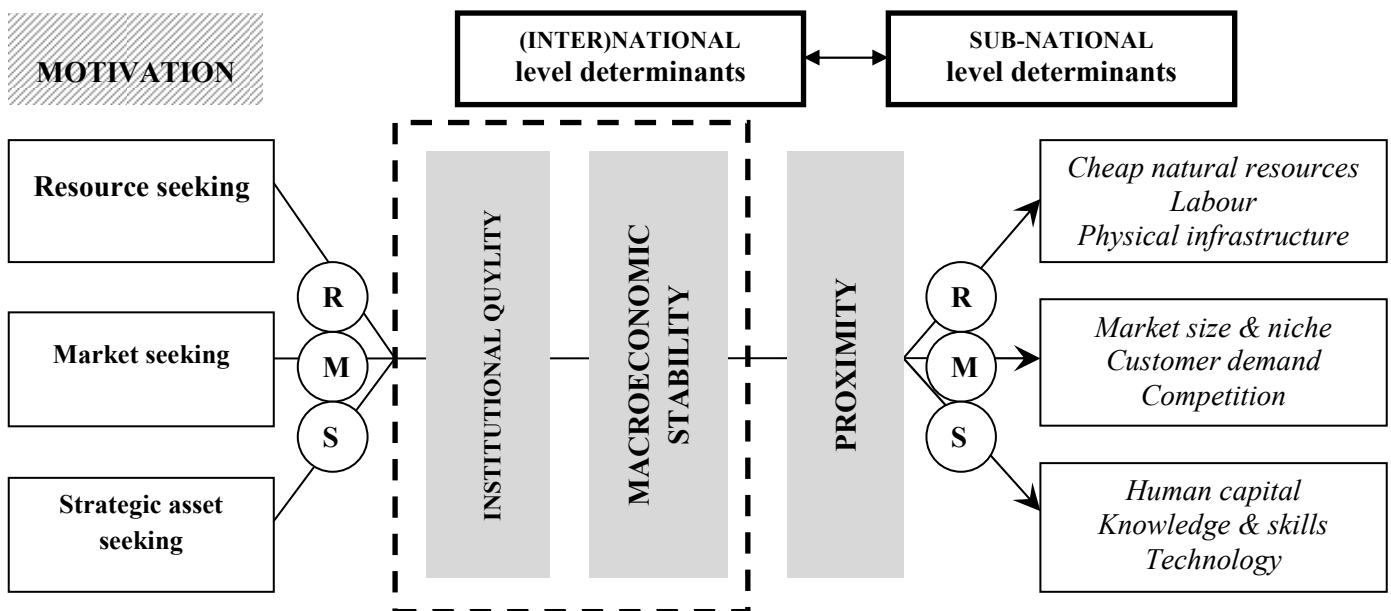 MOTIVATION
(INTER)NATIONAL
level determinants
SUB-NATIONAL
level determinants
Resource seeking
Market seeking
Strategic asset
seeking
R
M
S
INSTITUTIONAL QUYLITY
MACROECONOMIC
STABILITY
PROXIMITY
R
M
S
Cheap natural resources
Labour
Physical infrastructure
Market size & niche
Customer demand
Competition
Human capital
Knowledge & skills
Technology